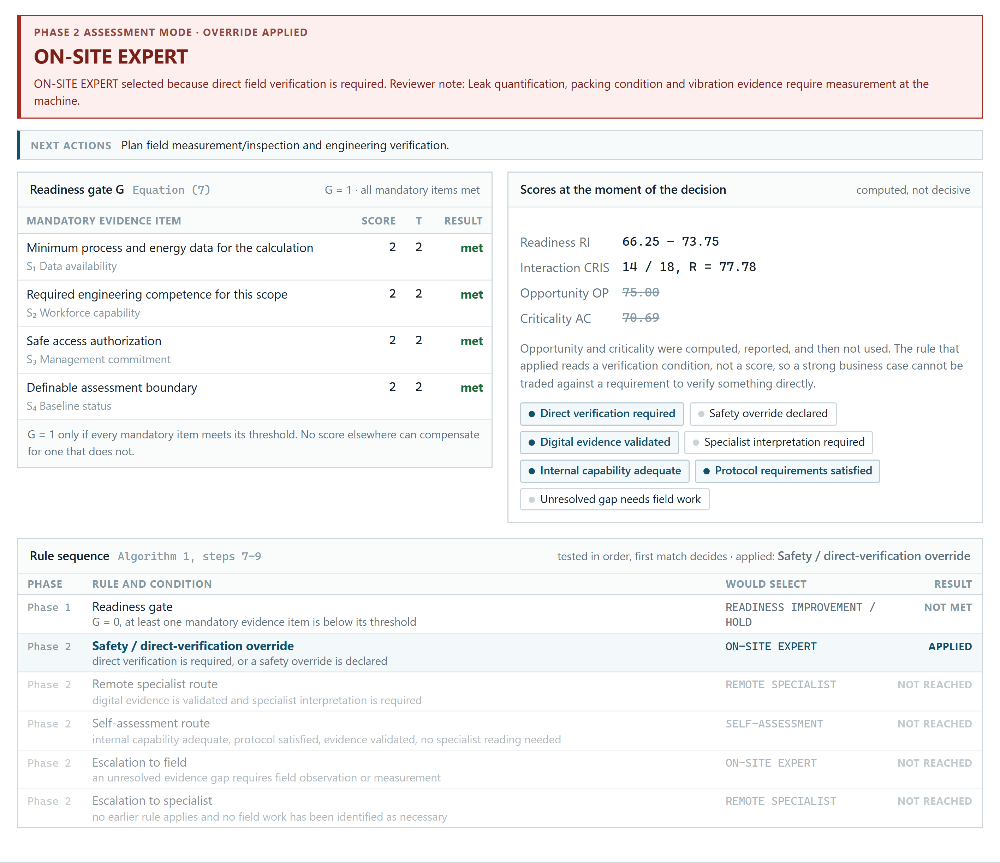 PHASE 2 ASSESSMENT MODE · OVERRIDE APPLIED
ON-SITE EXPERT
ON-SITE EXPERT selected because direct field verification is required. Reviewer note: Leak quantification, packing condition and vibration evidence require measurement at the
machine.
NEXT ACTIONS Plan field measurement/inspection and engineering verification.
Readiness gate G Equation (7) G = 1 · all mandatory items met
MANDATORY EVIDENCE ITEM SCORE T RESULT
Minimum process and energy data for the calculation 2 2 met
S₁ Data availability
Required engineering competence for this scope 2 2 met
S₂ Workforce capability
Safe access authorization 2 2 met
S₃ Management commitment
Definable assessment boundary 2 2 met
S₄ Baseline status
G = 1 only if every mandatory item meets its threshold. No score elsewhere can compensate
for one that does not.
Scores at the moment of the decision computed, not decisive
Readiness RI 66.25 – 73.75
Interaction CRIS 14 / 18, R = 77.78
Opportunity OP 75.00
Criticality AC 70.69
Opportunity and criticality were computed, reported, and then not used. The rule that
applied reads a verification condition, not a score, so a strong business case cannot be
traded against a requirement to verify something directly.
Direct verification required Safety override declared
Digital evidence validated Specialist interpretation required
Internal capability adequate Protocol requirements satisfied
Unresolved gap needs field work
Rule sequence Algorithm 1, steps 7–9 tested in order, first match decides · applied: Safety / direct-verification override
PHASE RULE AND CONDITION WOULD SELECT RESULT
Phase 1 Readiness gate READINESS IMPROVEMENT / NOT MET
G = 0, at least one mandatory evidence item is below its threshold HOLD
Phase 2 Safety / direct-verification override ON-SITE EXPERT APPLIED
direct verification is required, or a safety override is declared
Phase 2 Remote specialist route REMOTE SPECIALIST NOT REACHED
digital evidence is validated and specialist interpretation is required
Phase 2 Self-assessment route SELF-ASSESSMENT NOT REACHED
internal capability adequate, protocol satisfied, evidence validated, no specialist reading needed
Phase 2 Escalation to field ON-SITE EXPERT NOT REACHED
an unresolved evidence gap requires field observation or measurement
Phase 2 Escalation to specialist REMOTE SPECIALIST NOT REACHED
no earlier rule applies and no field work has been identified as necessary